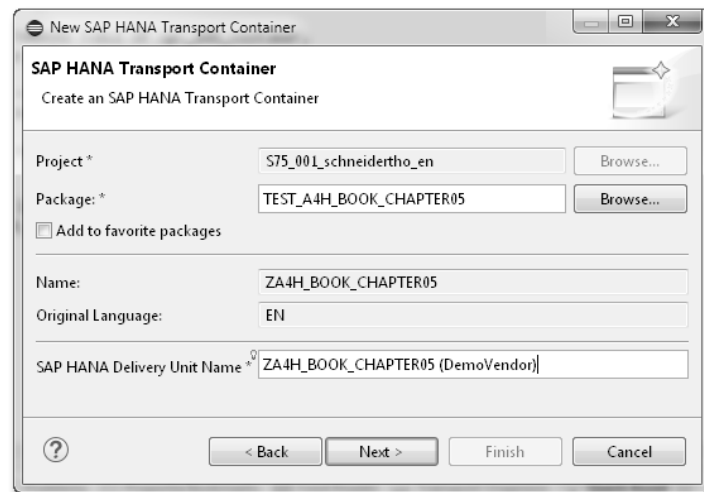 New SAP HANA Transport Container
SAP HANA Transport Container
Create an SAP HANA Transport Container
Project * S75_001_schneidertho_en Browse...
Package: * TEST_A4H_BOOK_CHAPTER05 Browse...
Add to favorite packages
Name: ZA4H_BOOK_CHAPTER05
Original Language: EN
SAP HANA Delivery Unit Name * ZA4H_BOOK_CHAPTER05 (DemoVendor)
? < Back Next > Finish Cancel